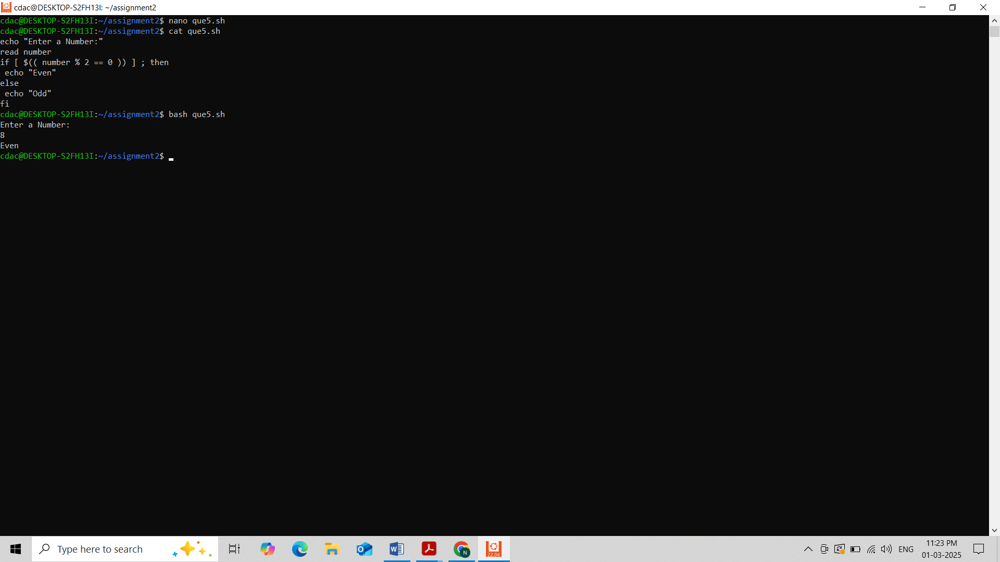 cdac@DESKTOP-S2FH13I: ~/assignment2
cdac@DESKTOP-S2FH13I:~/assignment2$ nano que5.sh
cdac@DESKTOP-S2FH13I:~/assignment2$ cat que5.sh
echo "Enter a Number:"
read number
if [ $(( number % 2 == 0 )) ] ; then
 echo "Even"
else
 echo "Odd"
fi
cdac@DESKTOP-S2FH13I:~/assignment2$ bash que5.sh
Enter a Number:
8
Even
cdac@DESKTOP-S2FH13I:~/assignment2$
Type here to search
N
22.04
ENG
11:23 PM
01-03-2025